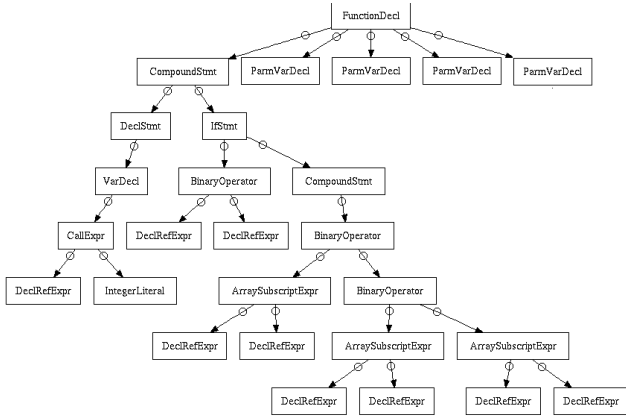 FunctionDecl
CompoundStmt ParmVarDecl ParmVarDecl ParmVarDecl ParmVarDecl
DeclStmt IfStmt
VarDecl BinaryOperator CompoundStmt
CallExpr DeclRefExpr DeclRefExpr BinaryOperator
DeclRefExpr IntegerLiteral ArraySubscriptExpr BinaryOperator
DeclRefExpr DeclRefExpr ArraySubscriptExpr ArraySubscriptExpr
DeclRefExpr DeclRefExpr DeclRefExpr DeclRefExpr